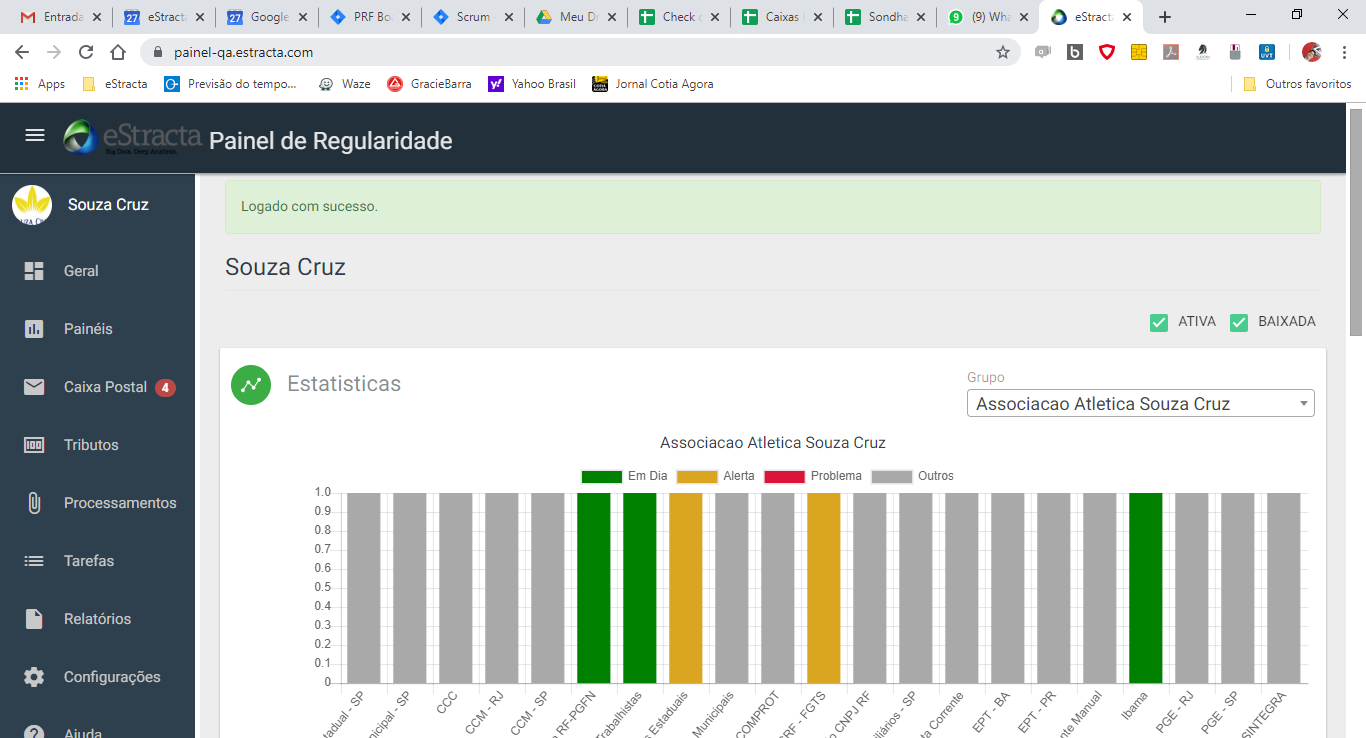 Entrada
eStracta
Google
PRF Boa
Scrum
Meu Dr
Check
Caixas
Sondha
(9) Wha
eStracta
painel-qa.estracta.com
Apps
eStracta
Previsão do tempo...
Waze
GracieBarra
Yahoo Brasil
Jornal Cotia Agora
Outros favoritos
eStracta
Big Data. Deep Analysis.
Painel de Regularidade
Souza Cruz
Geral
Painéis
Caixa Postal 4
Tributos
Processamentos
Tarefas
Relatórios
Configurações
Ajuda
Logado com sucesso.
Souza Cruz
ATIVA
BAIXADA
Estatisticas
Grupo
Associacao Atletica Souza Cruz
Associacao Atletica Souza Cruz
Em Dia
Alerta
Problema
Outros
1.0
0.9
0.8
0.7
0.6
0.5
0.4
0.3
0.2
0.1
0
adual - SP
icipal - SP
CCC
CCM - RJ
CCM - SP
RF-PGFN
Trabalhistas
s Estaduais
Municipais
COMPROT
CRF - FGTS
o CNPJ RF
iliários - SP
ta Corrente
EPT - BA
EPT - PR
nte Manual
Ibama
PGE - RJ
PGE - SP
SINTEGRA